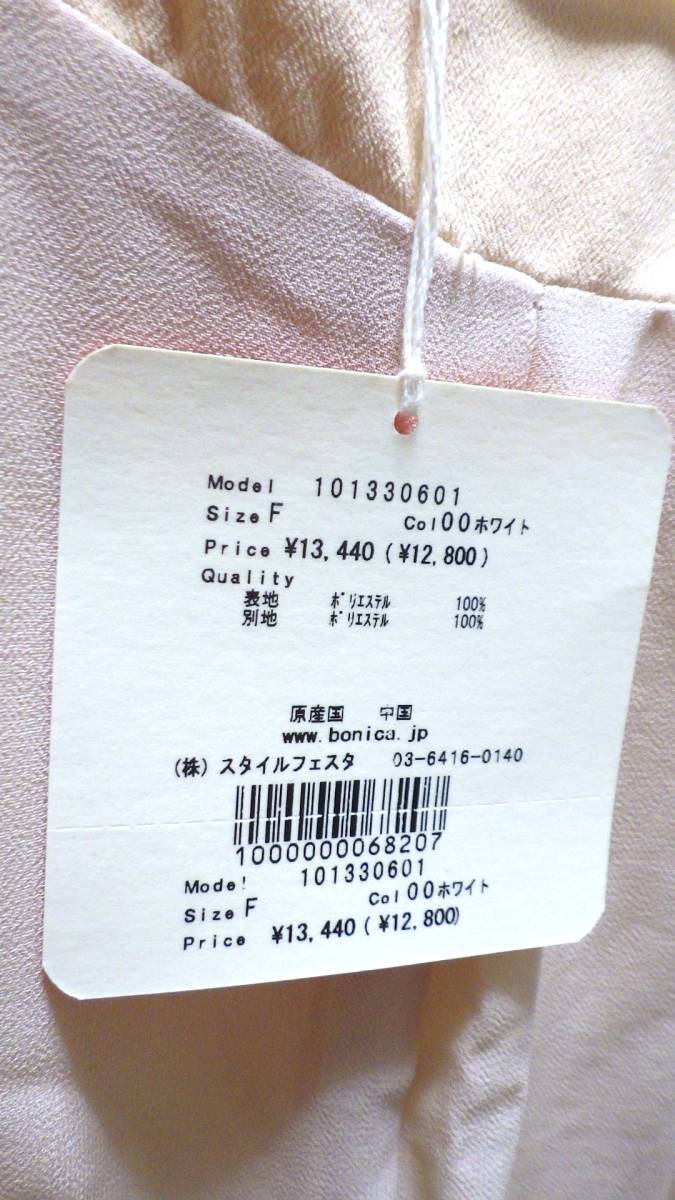 Model 101330601
Size F Col 00ホワイト
Price ¥13,440 (¥12,800)
Quality
表地 ポリエステル 100%
別地 ポリエステル 100%
原産国 中国
www.bonica.jp
(株) スタイルフェスタ 03-6416-0140
1000000068207
Model 101330601
Size F Col 00ホワイト
Price ¥13,440 (¥12,800)